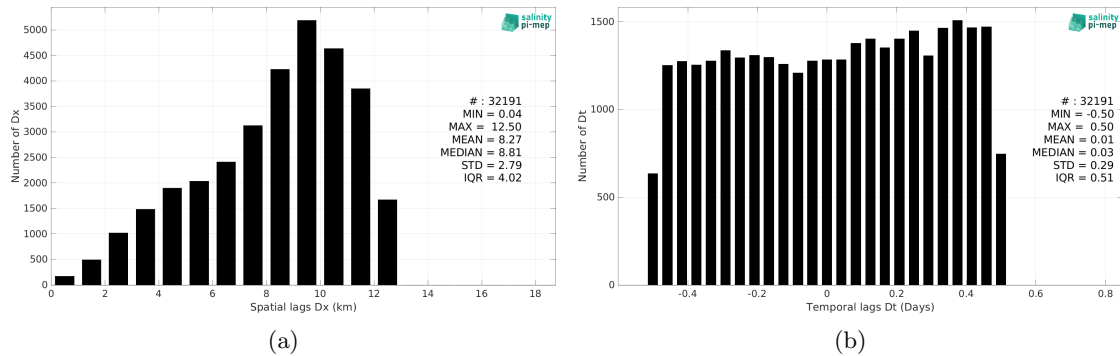 5000
4500
4000
3500
3000
2500
2000
1500
1000
500
0
Number of Dx
0 2 4 6 8 10 12 14 16 18
Spatial lags Dx (km)
salinity
pi-mep
# : 32191
MIN = 0.04
MAX = 12.50
MEAN = 8.27
MEDIAN = 8.81
STD = 2.79
IQR = 4.02
(a)
1500
1000
500
0
Number of Dt
-0.4 -0.2 0 0.2 0.4 0.6 0.8
Temporal lags Dt (Days)
salinity
pi-mep
# : 32191
MIN = -0.50
MAX = 0.50
MEAN = 0.01
MEDIAN = 0.03
STD = 0.29
IQR = 0.51
(b)